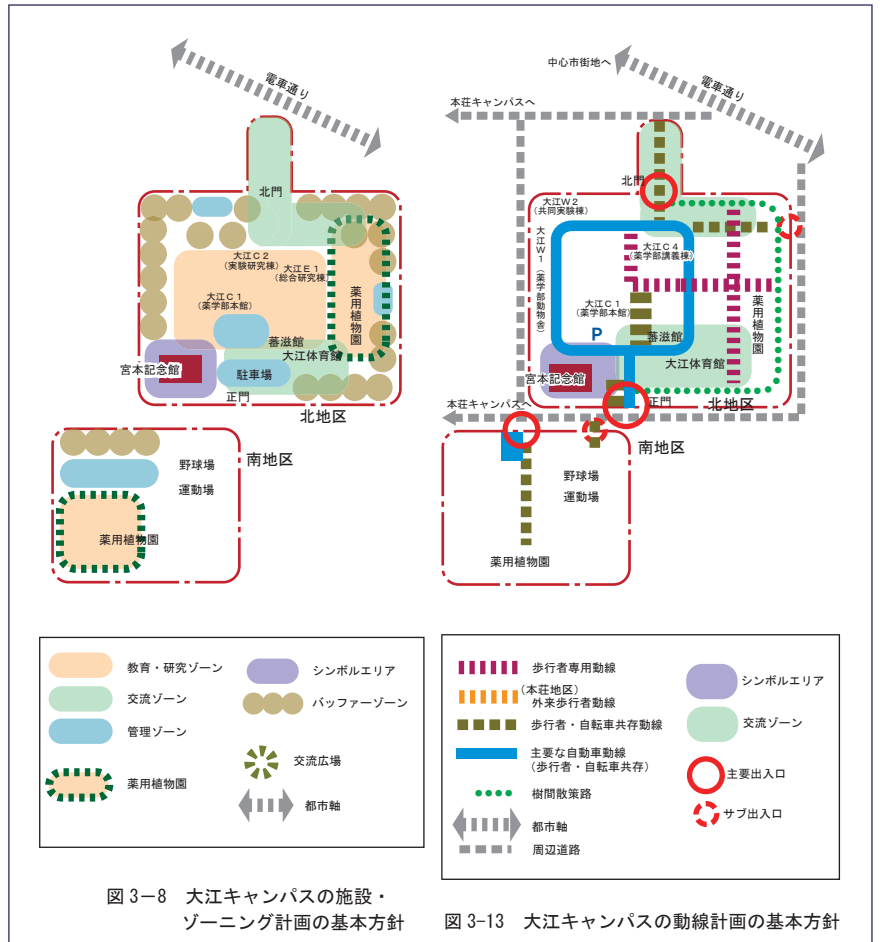 電車通り
北門
大江C2
(実験研究棟)
大江E1
(総合研究棟)
大江C1
(薬学部本館)
薬用植物園
蕃滋館
大江体育館
宮本記念館
駐車場
正門
北地区
南地区
野球場
運動場
薬用植物園
教育・研究ゾーン
交流ゾーン
管理ゾーン
薬用植物園
シンボルエリア
バッファーゾーン
交流広場
都市軸
図3-8 大江キャンパスの施設・
ゾーニング計画の基本方針
中心市街地へ
電車通り
本荘キャンパスへ
北門
大江W2
(共同実験棟)
大江W1(薬学部動物舎)
大江C4
(薬学部講義棟)
大江C1
(薬学部本館)
薬用植物園
P
蕃滋館
大江体育館
宮本記念館
本荘キャンパスへ
正門
北地区
南地区
野球場
運動場
薬用植物園
歩行者専用動線
(本荘地区)
外来歩行者動線
歩行者・自転車共存動線
主要な自動車動線
(歩行者・自転車共存)
樹間散策路
都市軸
周辺道路
シンボルエリア
交流ゾーン
主要出入口
サブ出入口
図3-13 大江キャンパスの動線計画の基本方針